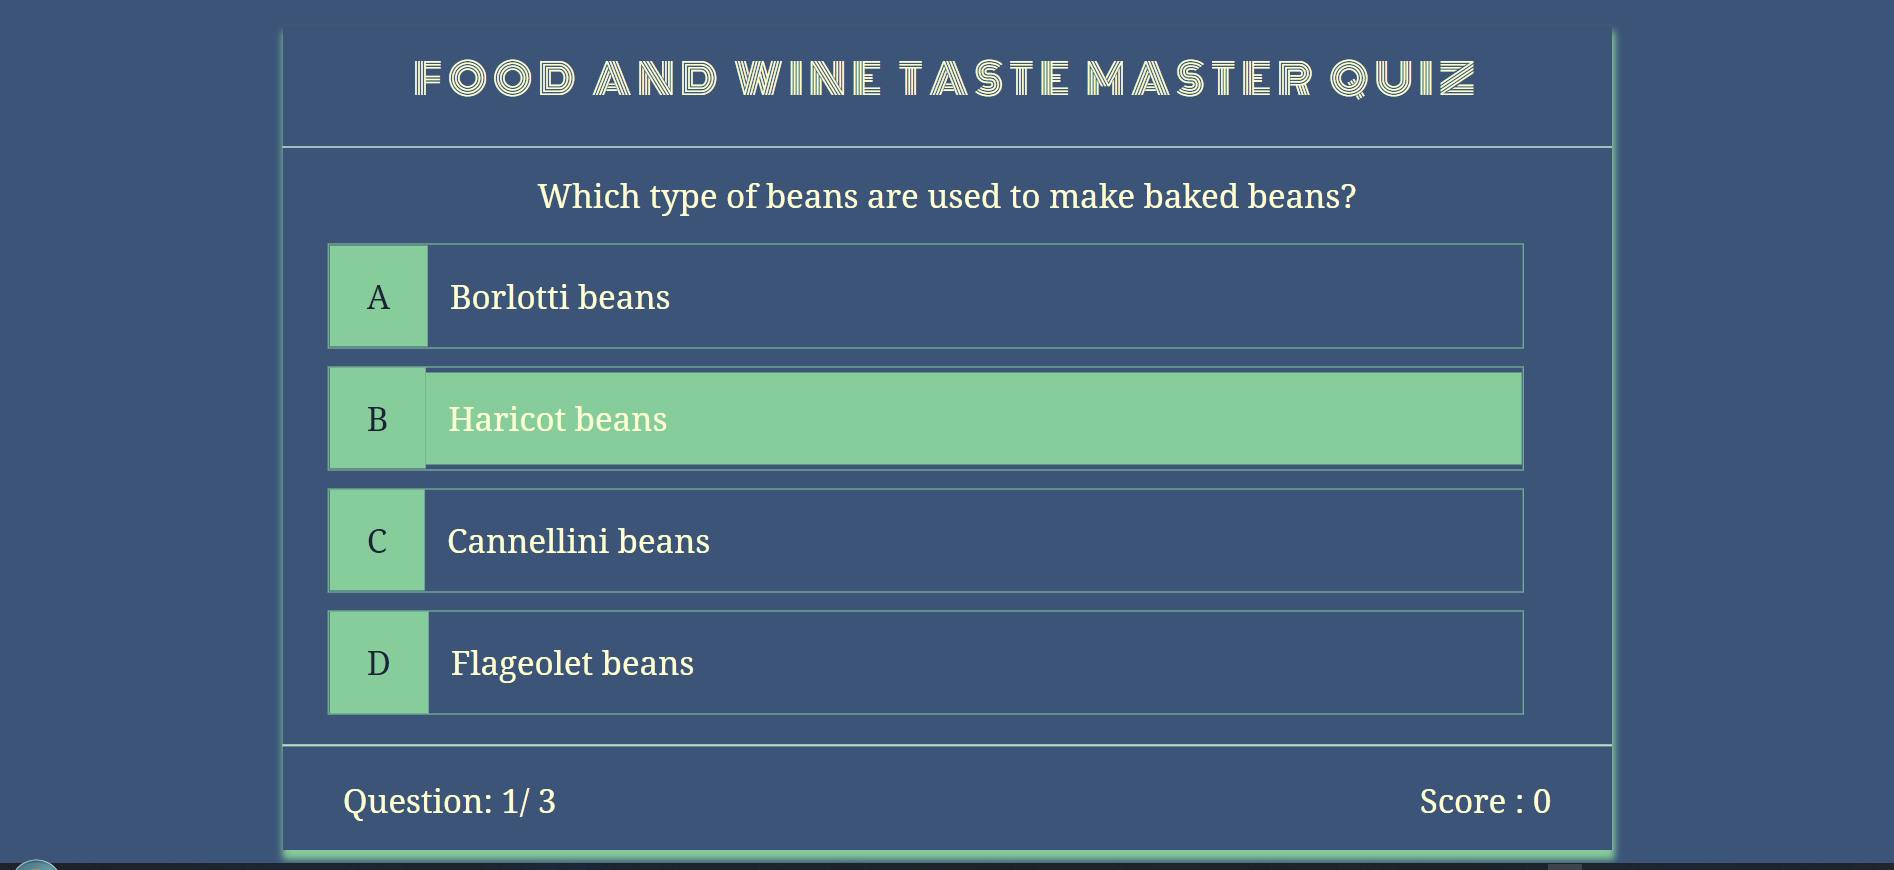 FOOD AND WINE TASTE MASTER QUIZ
Which type of beans are used to make baked beans?
A Borlotti beans
B Haricot beans
C Cannellini beans
D Flageolet beans
Question: 1/ 3 Score : 0